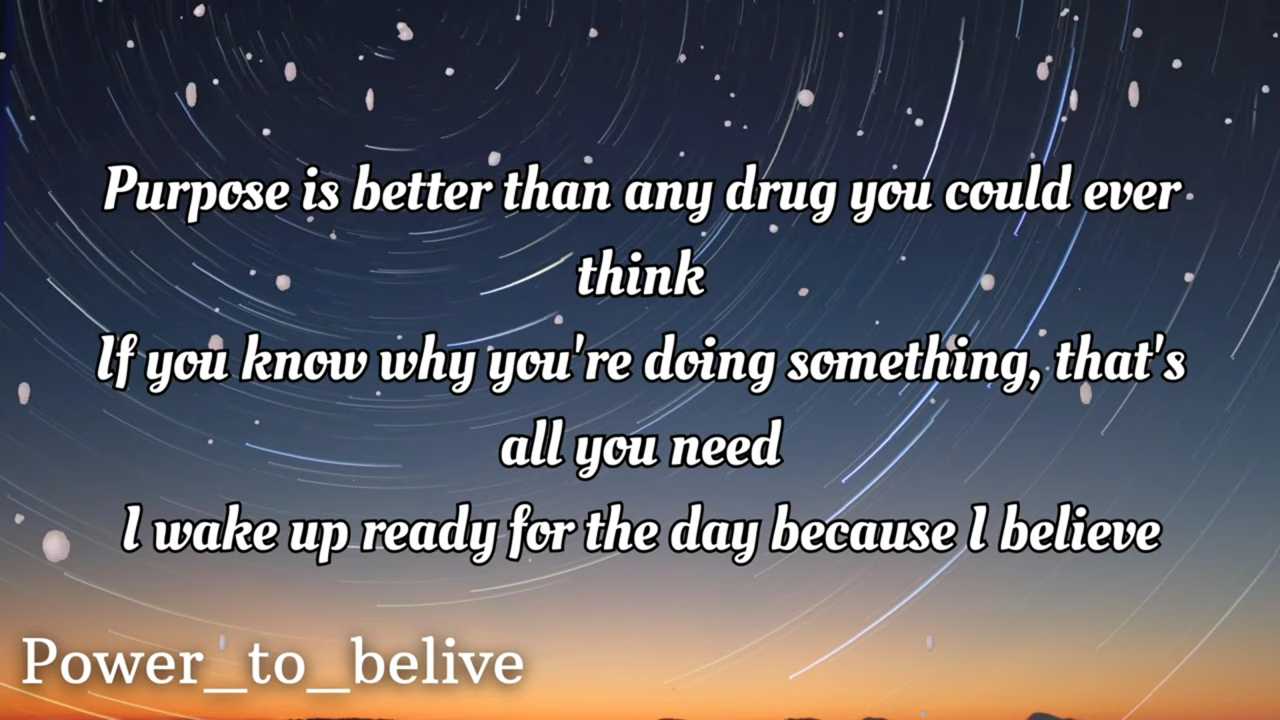 Purpose is better than any drug you could ever
think
If you know why you're doing something, that's
all you need
I wake up ready for the day because I believe
Power_to_belive